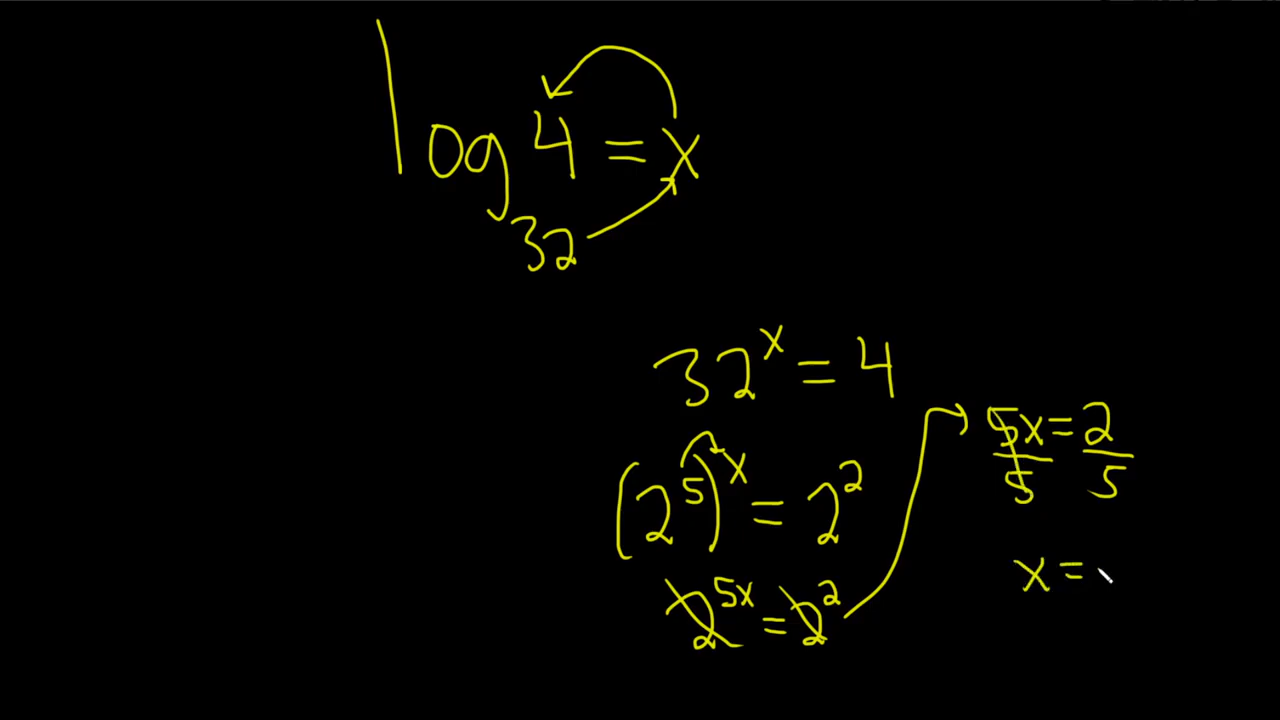 log₃₂ 4 = x
32ˣ = 4
(2⁵)ˣ = 2²
2⁵ˣ = 2²
5x/5 = 2/5
x =